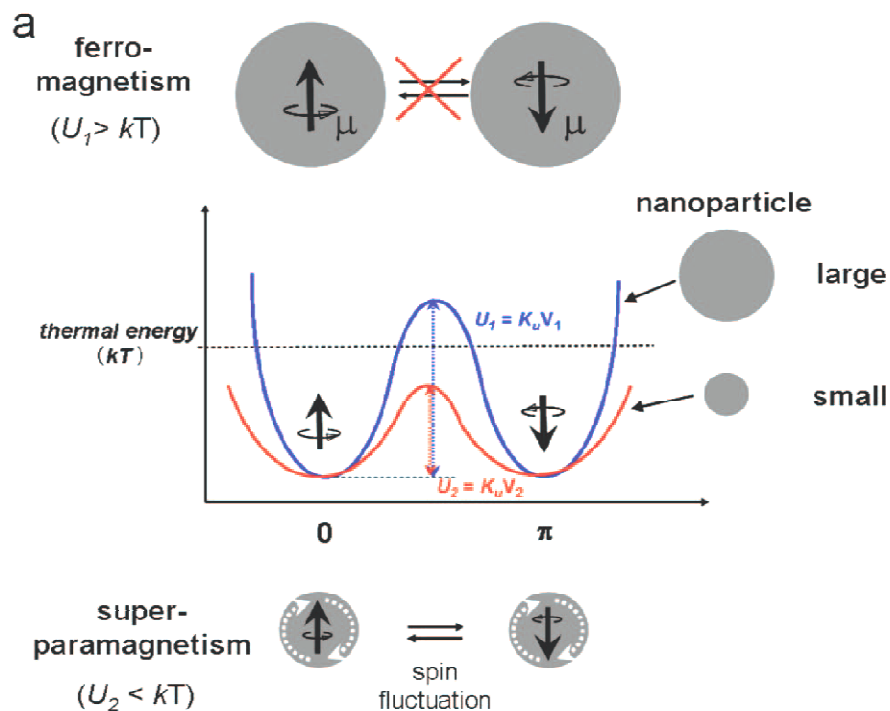 a
ferro-
magnetism
(U₁> kT)
μ
μ
nanoparticle
large
thermal energy
(kT)
U₁ = KᵤV₁
small
U₂ = KᵤV₂
0
π
super-
paramagnetism
(U₂ < kT)
spin
fluctuation